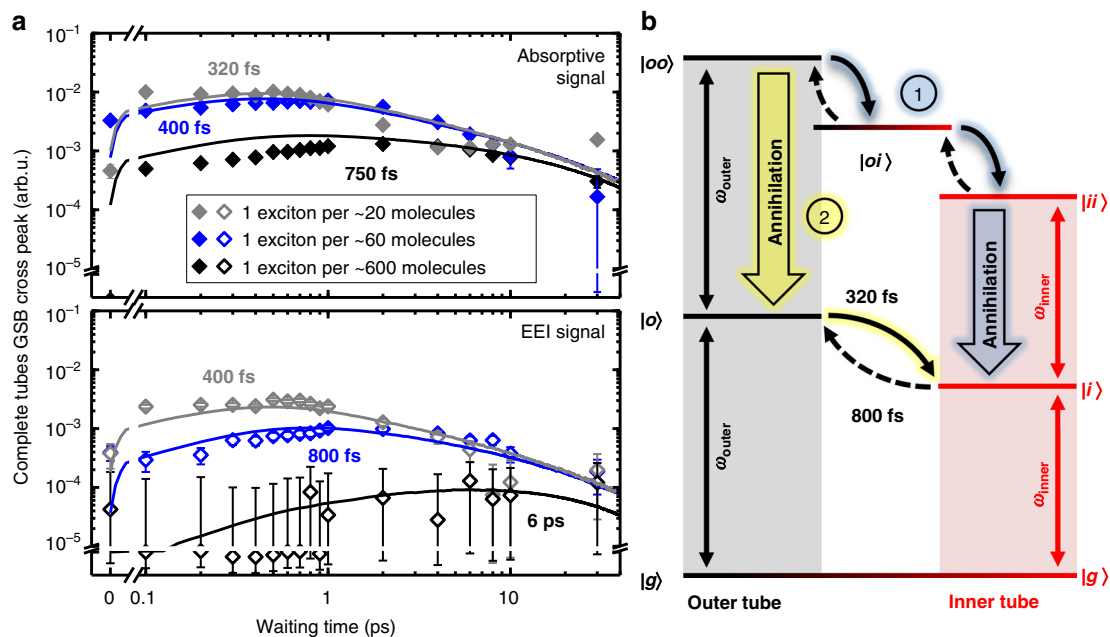 a
Complete tubes GSB cross peak (arb.u.)
10⁻¹
10⁻²
10⁻³
10⁻⁴
10⁻⁵
Absorptive
signal
320 fs
400 fs
750 fs
1 exciton per ~20 molecules
1 exciton per ~60 molecules
1 exciton per ~600 molecules
10⁻¹
10⁻²
10⁻³
10⁻⁴
10⁻⁵
EEI signal
400 fs
800 fs
6 ps
0 0.1 1 10
Waiting time (ps)
b
|oo⟩
1
|oi⟩
ωouter
Annihilation
2
|ii⟩
320 fs
Annihilation
ωinner
|o⟩
|i⟩
800 fs
ωouter
ωinner
|g⟩
|g⟩
Outer tube
Inner tube